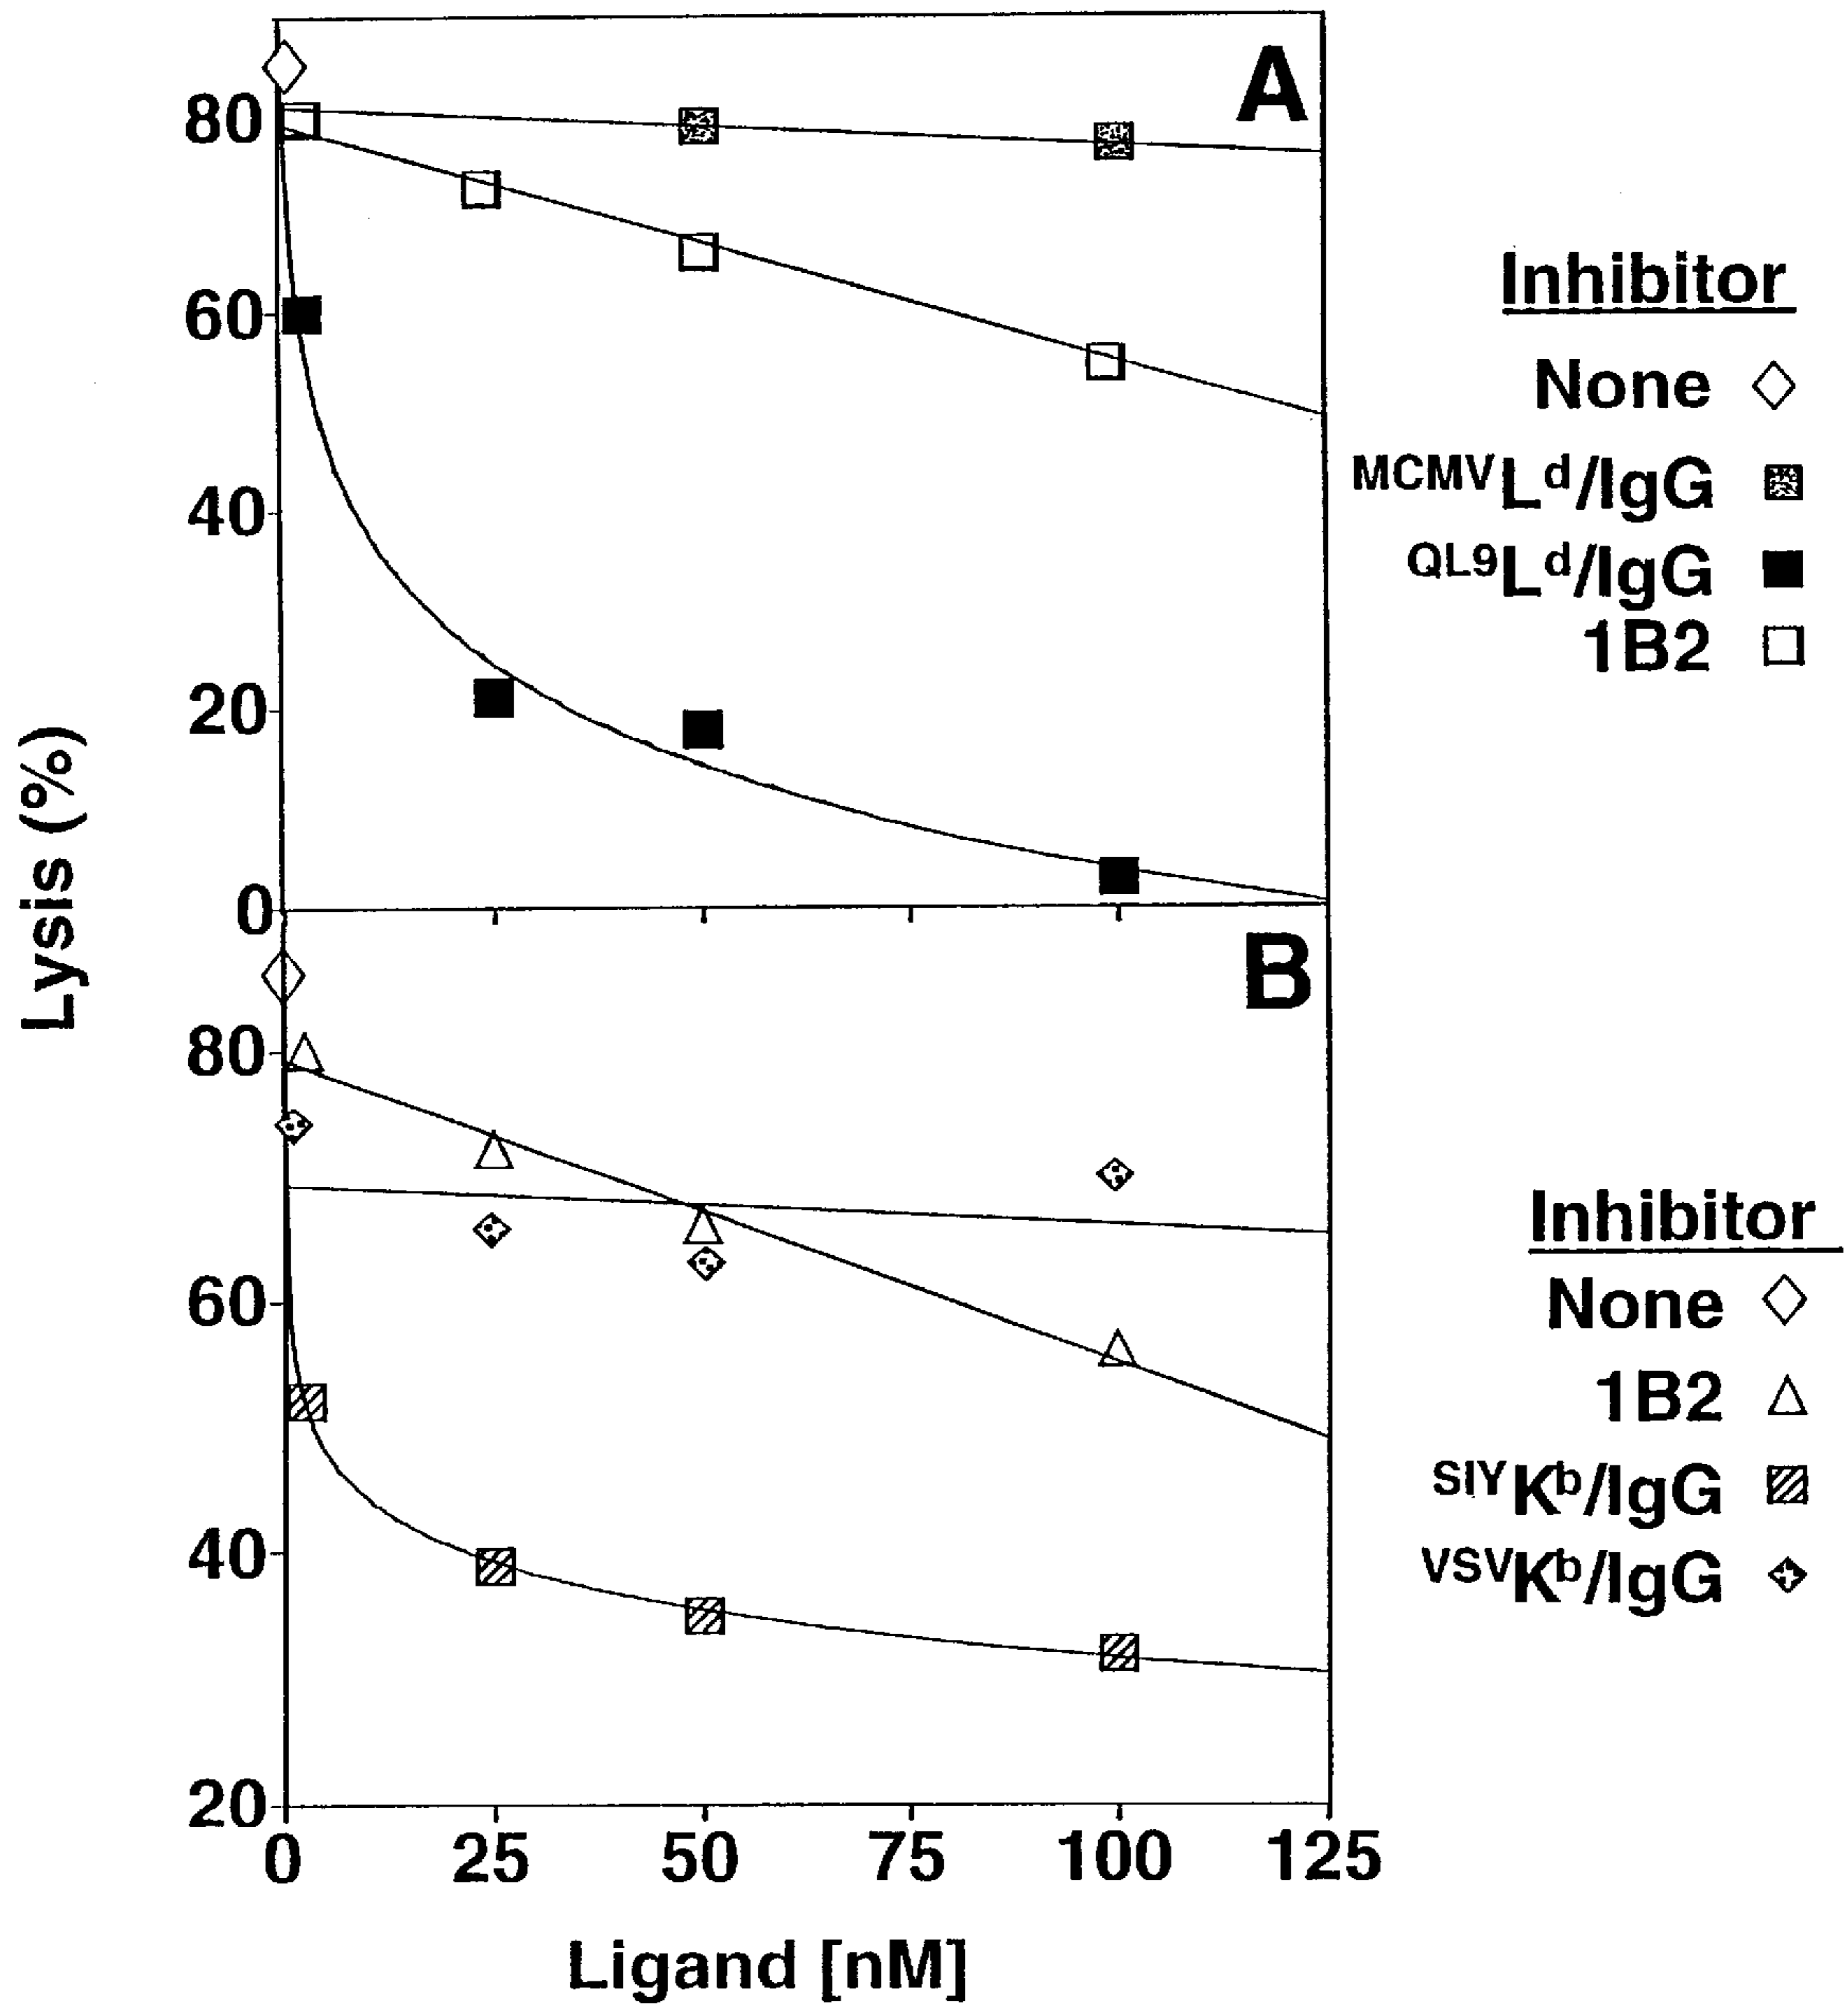 A
80
60
40
20
0
Inhibitor
None
MCMVLd/IgG
QL9Ld/IgG
1B2
Lysis (%)
B
80
60
40
20
Inhibitor
None
1B2
SIYKb/IgG
VSVKb/IgG
0 25 50 75 100 125
Ligand [nM]